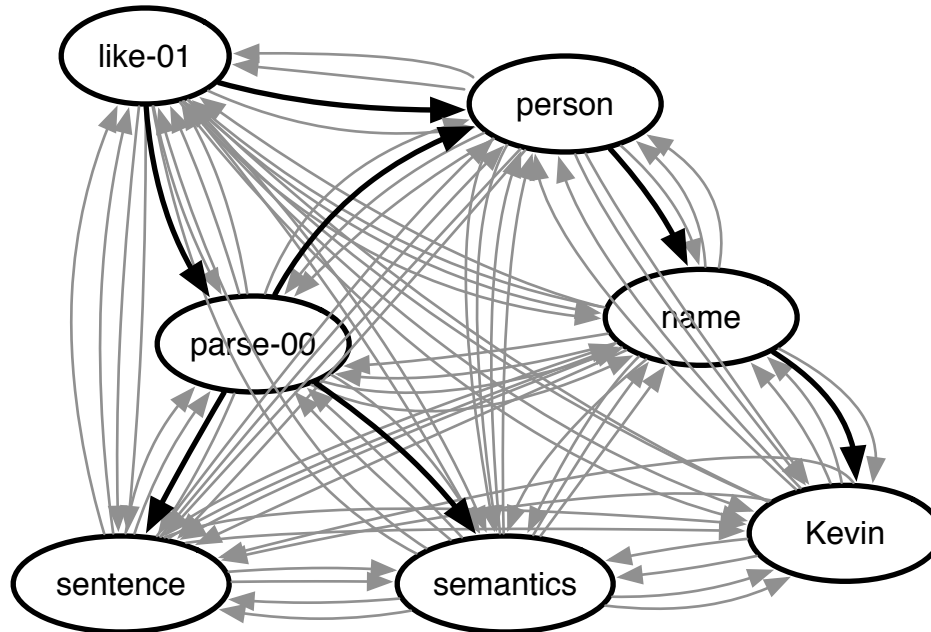 like-01
person
name
parse-00
Kevin
sentence
semantics